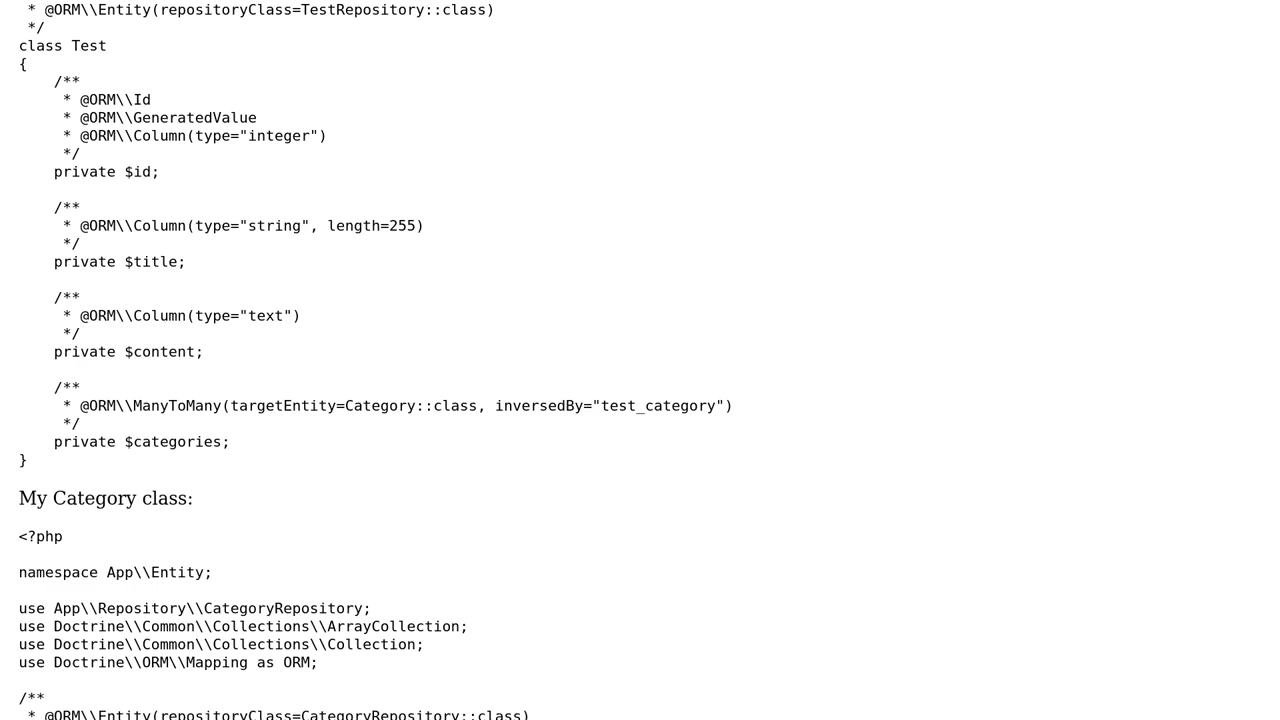 * @ORM\\Entity(repositoryClass=TestRepository::class)
 */
class Test
{
    /**
     * @ORM\\Id
     * @ORM\\GeneratedValue
     * @ORM\\Column(type="integer")
     */
    private $id;

    /**
     * @ORM\\Column(type="string", length=255)
     */
    private $title;

    /**
     * @ORM\\Column(type="text")
     */
    private $content;

    /**
     * @ORM\\ManyToMany(targetEntity=Category::class, inversedBy="test_category")
     */
    private $categories;
}

My Category class:

<?php

namespace App\\Entity;

use App\\Repository\\CategoryRepository;
use Doctrine\\Common\\Collections\\ArrayCollection;
use Doctrine\\Common\\Collections\\Collection;
use Doctrine\\ORM\\Mapping as ORM;

/**
 * @ORM\\Entity(repositoryClass=CategoryRepository::class)